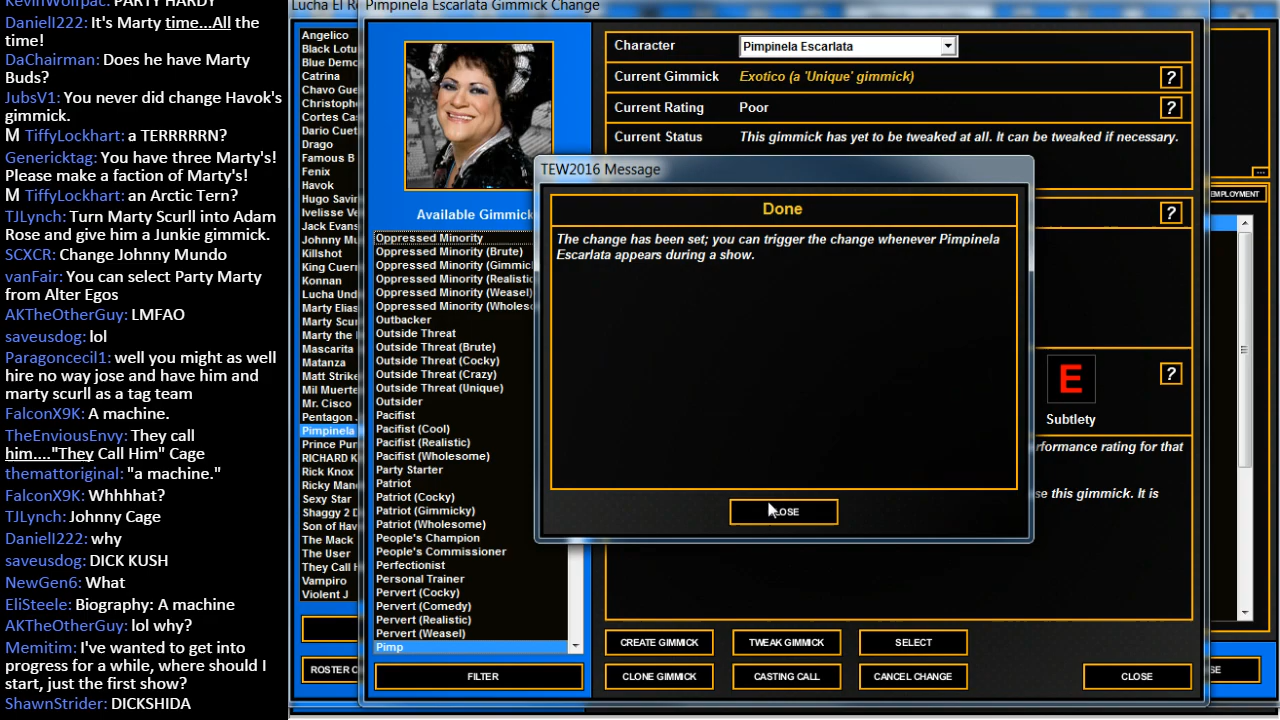 KevinWolfpac: PARTY HARDY
DanielI222: It's Marty time...All the
time!
DaChairman: Does he have Marty
Buds?
JubsV1: You never did change Havok's
gimmick.
M TiffyLockhart: a TERRRRRN?
Genericktag: You have three Marty's!
Please make a faction of Marty's!
M TiffyLockhart: an Arctic Tern?
TJLynch: Turn Marty Scurll into Adam
Rose and give him a Junkie gimmick.
SCXCR: Change Johnny Mundo
vanFair: You can select Party Marty
from Alter Egos
AKTheOtherGuy: LMFAO
saveusdog: lol
Paragoncecil1: well you might as well
hire no way jose and have him and
marty scurll as a tag team
FalconX9K: A machine.
TheEnviousEnvy: They call
him...."They Call Him" Cage
themattoriginal: "a machine."
FalconX9K: Whhhhat?
TJLynch: Johnny Cage
DanielI222: why
saveusdog: DICK KUSH
NewGen6: What
EliSteele: Biography: A machine
AKTheOtherGuy: lol why?
Memitim: I've wanted to get into
progress for a while, where should I
start, just the first show?
ShawnStrider: DICKSHIDA
Lucha El R
Angelico
Black Lotu
Blue Demo
Catrina
Chavo Gue
Christoph
Cortes Ca
Dario Cuet
Drago
Famous B
Fenix
Havok
Hugo Savin
Ivelisse Ve
Jack Evans
Johnny Mu
Killshot
King Cuer
Konnan
Lucha Und
Marty Elias
Marty Scur
Marty the
Mascarita
Matanza
Matt Strike
Mil Muerte
Mr. Cisco
Pentagon
Pimpinela
Prince Pu
RICHARD K
Rick Knox
Ricky Man
Sexy Star
Shaggy 2 D
Son of Hav
The Mack
The User
They Call H
Vampiro
Violent J
ROSTER C
Pimpinela Escarlata Gimmick Change
Available Gimmick
Oppressed Minority
Oppressed Minority (Brute)
Oppressed Minority (Gimmic
Oppressed Minority (Realistic
Oppressed Minority (Weasel)
Oppressed Minority (Wholes
Outbacker
Outside Threat
Outside Threat (Brute)
Outside Threat (Cocky)
Outside Threat (Crazy)
Outside Threat (Unique)
Outsider
Pacifist
Pacifist (Cool)
Pacifist (Realistic)
Pacifist (Wholesome)
Party Starter
Patriot
Patriot (Cocky)
Patriot (Gimmicky)
Patriot (Wholesome)
People's Champion
People's Commissioner
Perfectionist
Personal Trainer
Pervert (Cocky)
Pervert (Comedy)
Pervert (Realistic)
Pervert (Weasel)
Pimp
FILTER
Character Pimpinela Escarlata
Current Gimmick Exotico (a 'Unique' gimmick) ?
Current Rating Poor ?
Current Status This gimmick has yet to be tweaked at all. It can be tweaked if necessary.
TEW2016 Message
Done
The change has been set; you can trigger the change whenever Pimpinela
Escarlata appears during a show.
CLOSE
?
E ?
Subtlety
rformance rating for that
se this gimmick. It is
CREATE GIMMICK TWEAK GIMMICK SELECT
CLONE GIMMICK CASTING CALL CANCEL CHANGE CLOSE
...
EMPLOYMENT
SE